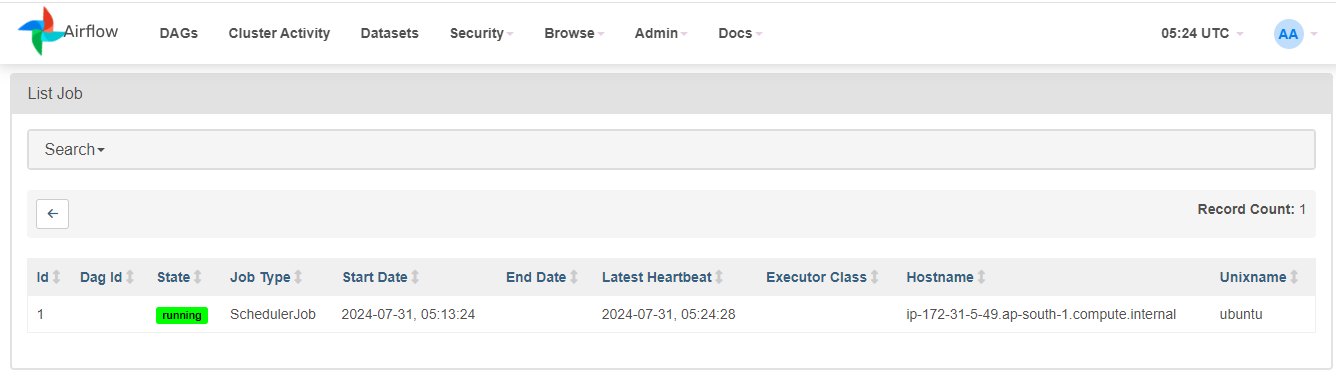 Airflow DAGs Cluster Activity Datasets Security Browse Admin Docs 05:24 UTC AA
List Job
Search
Record Count: 1
Id Dag Id State Job Type Start Date End Date Latest Heartbeat Executor Class Hostname Unixname
1 running SchedulerJob 2024-07-31, 05:13:24 2024-07-31, 05:24:28 ip-172-31-5-49.ap-south-1.compute.internal ubuntu